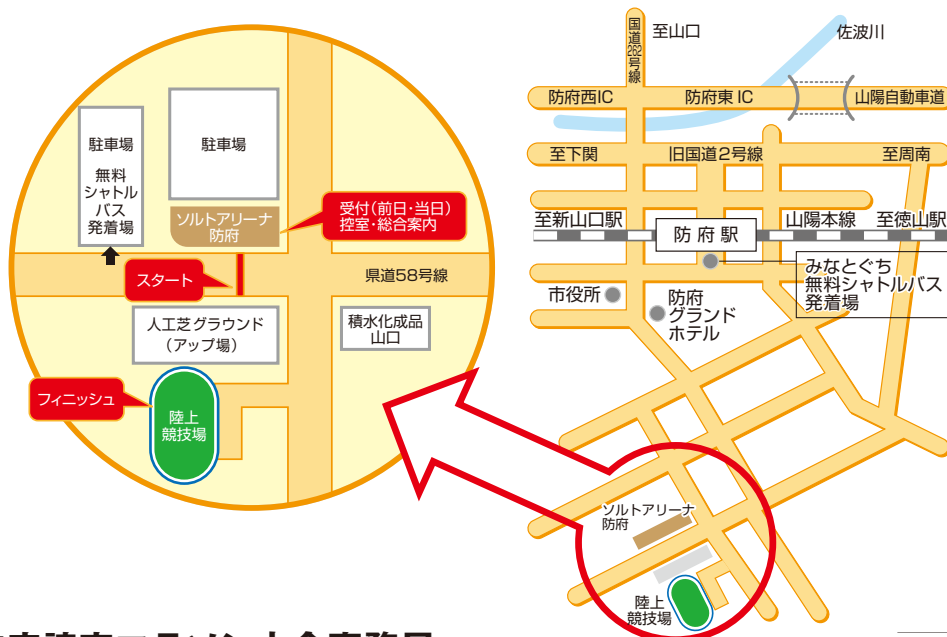 駐車場
無料
シャトル
バス
発着場
駐車場
ソルトアリーナ
防府
受付(前日・当日)
控室・総合案内
スタート
県道58号線
人工芝グラウンド
(アップ場)
積水化成品
山口
フィニッシュ
陸上
競技場
国道262号線
至山口
佐波川
防府西IC
防府東IC
山陽自動車道
至下関
旧国道2号線
至周南
至新山口駅
防府駅
山陽本線
至徳山駅
みなとぐち
無料シャトルバス
発着場
市役所
防府
グランド
ホテル
ソルトアリーナ
防府
陸上
競技場